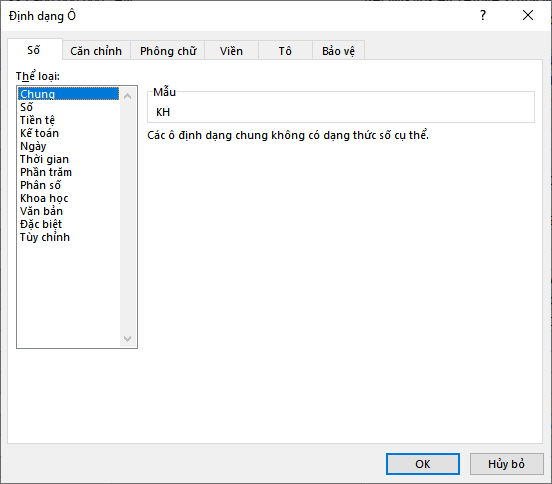 Định dạng Ô
?
Số
Căn chỉnh
Phông chữ
Viền
Tô
Bảo vệ
Thể loại:
Chung
Số
Tiền tệ
Kế toán
Ngày
Thời gian
Phần trăm
Phân số
Khoa học
Văn bản
Đặc biệt
Tùy chỉnh
Mẫu
KH
Các ô định dạng chung không có dạng thức số cụ thể.
OK
Hủy bỏ